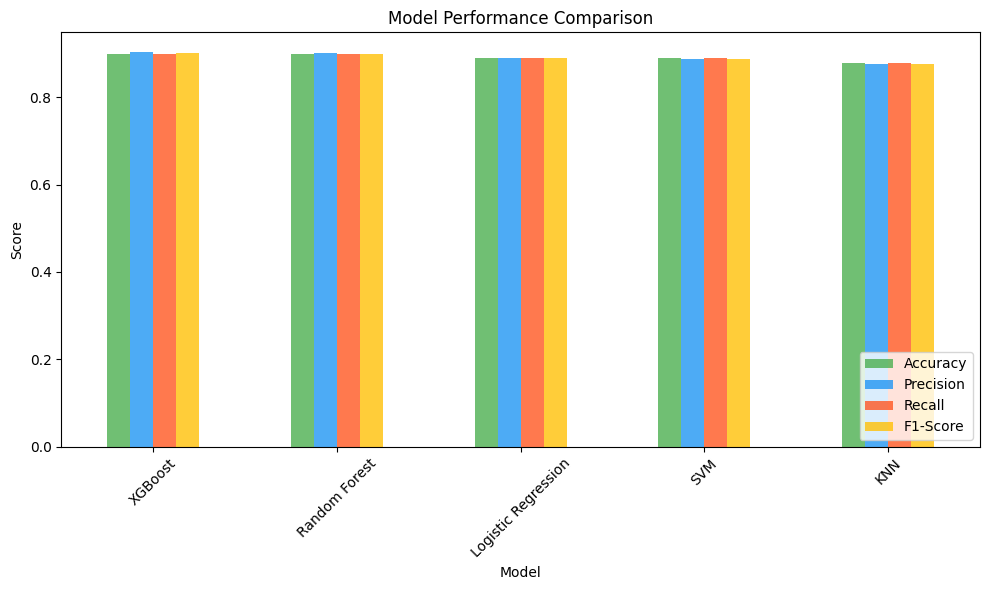 Model Performance Comparison
Score
0.8
0.6
0.4
0.2
0.0
Accuracy
Precision
Recall
F1-Score
XGBoost
Random Forest
Logistic Regression
SVM
KNN
Model